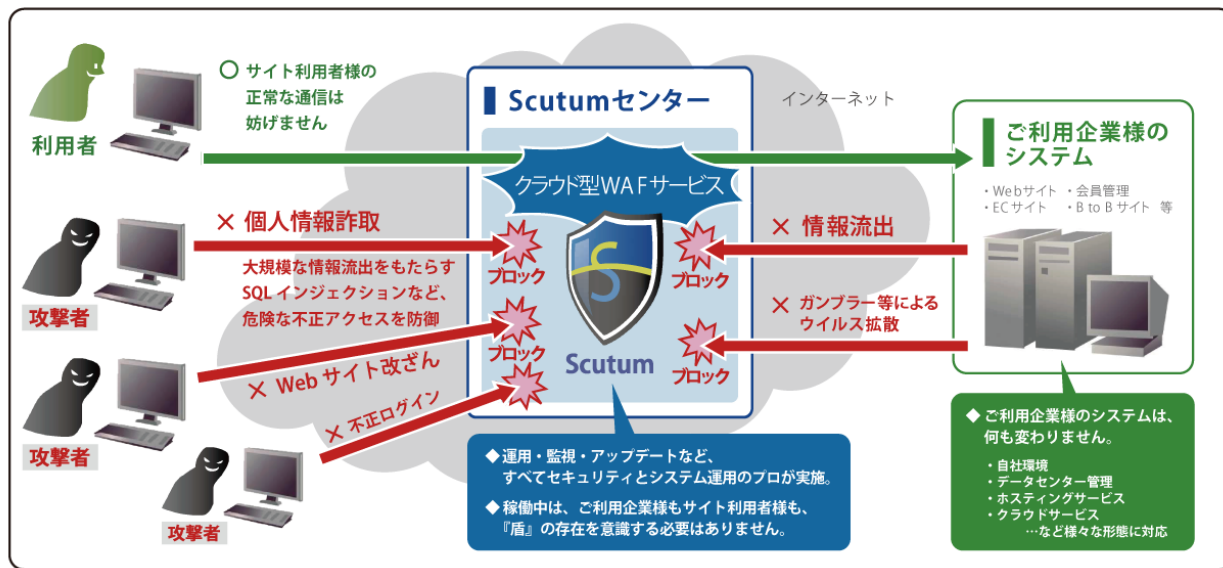 利用者
○ サイト利用者様の
正常な通信は
妨げません
Scutumセンター
インターネット
ご利用企業様の
システム
・Webサイト ・会員管理
・ECサイト ・B to Bサイト 等
クラウド型WAFサービス
× 個人情報詐取
大規模な情報流出をもたらす
SQLインジェクションなど、
危険な不正アクセスを防御
攻撃者
ブロック
S
Scutum
ブロック
× 情報流出
× ガンブラー等による
ウイルス拡散
ブロック
ブロック
× Webサイト改ざん
攻撃者
× 不正ログイン
攻撃者
◆ 運用・監視・アップデートなど、
すべてセキュリティとシステム運用のプロが実施。
◆ 稼働中は、ご利用企業様もサイト利用者様も、
『盾』の存在を意識する必要はありません。
◆ ご利用企業様のシステムは、
何も変わりません。
・自社環境
・データセンター管理
・ホスティングサービス
・クラウドサービス
…など様々な形態に対応